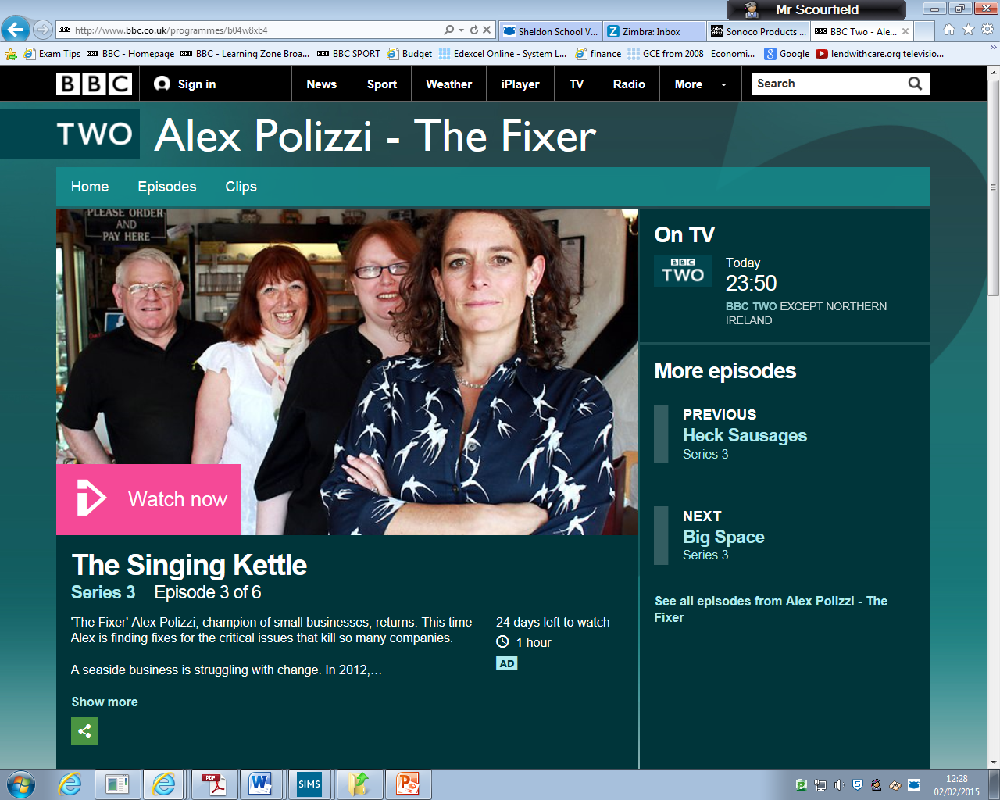 Mr Scourfield
http://www.bbc.co.uk/programmes/b04w8xb4
Sheldon School V...
Zimbra: Inbox
Sonoco Products ...
BBC Two - Ale...
Exam Tips
BBC - Homepage
BBC - Learning Zone Broa...
BBC SPORT
Budget
Edexcel Online - System L...
finance
GCE from 2008
Economi...
Google
lendwithcare.org televisio...
BBC
Sign in
News
Sport
Weather
iPlayer
TV
Radio
More
Search
TWO
Alex Polizzi - The Fixer
Home
Episodes
Clips
PLEASE ORDER
AND
PAY HERE
Watch now
On TV
BBC
TWO
Today
23:50
BBC TWO EXCEPT NORTHERN
IRELAND
More episodes
PREVIOUS
Heck Sausages
Series 3
NEXT
Big Space
Series 3
See all episodes from Alex Polizzi - The
Fixer
The Singing Kettle
Series 3 Episode 3 of 6
'The Fixer' Alex Polizzi, champion of small businesses, returns. This time
Alex is finding fixes for the critical issues that kill so many companies.
A seaside business is struggling with change. In 2012,...
Show more
24 days left to watch
1 hour
AD
PDF
SIMS
12:28
02/02/2015